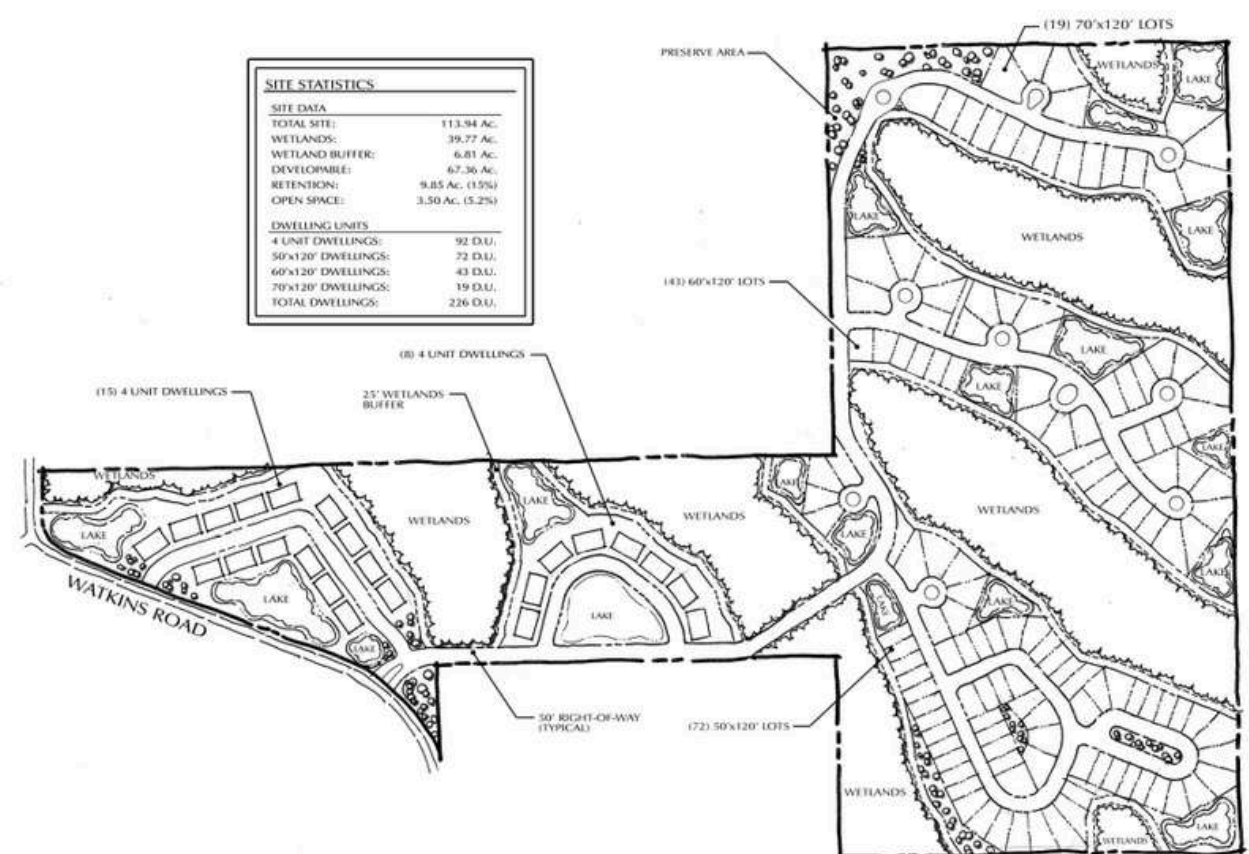 (19) 70'x120' LOTS
PRESERVE AREA
WETLANDS
LAKE
SITE STATISTICS
SITE DATA
TOTAL SITE: 113.94 Ac.
WETLANDS: 39.77 Ac.
WETLAND BUFFER: 6.81 Ac.
DEVELOPABLE: 67.36 Ac.
RETENTION: 9.85 Ac. (15%)
OPEN SPACE: 3.50 Ac. (5.2%)
DWELLING UNITS
4 UNIT DWELLINGS: 92 D.U.
50'x120' DWELLINGS: 72 D.U.
60'x120' DWELLINGS: 43 D.U.
70'x120' DWELLINGS: 19 D.U.
TOTAL DWELLINGS: 226 D.U.
LAKE
LAKE
WETLANDS
(43) 60'x120' LOTS
LAKE
LAKE
(8) 4 UNIT DWELLINGS
(15) 4 UNIT DWELLINGS
25' WETLANDS
BUFFER
LAKE
WETLANDS
LAKE
LAKE
WETLANDS
WETLANDS
WETLANDS
LAKE
LAKE
LAKE
LAKE
LAKE
LAKE
LAKE
LAKE
WATKINS ROAD
LAKE
50' RIGHT-OF-WAY
(TYPICAL)
(72) 50'x120' LOTS
WETLANDS
LAKE
WETLANDS